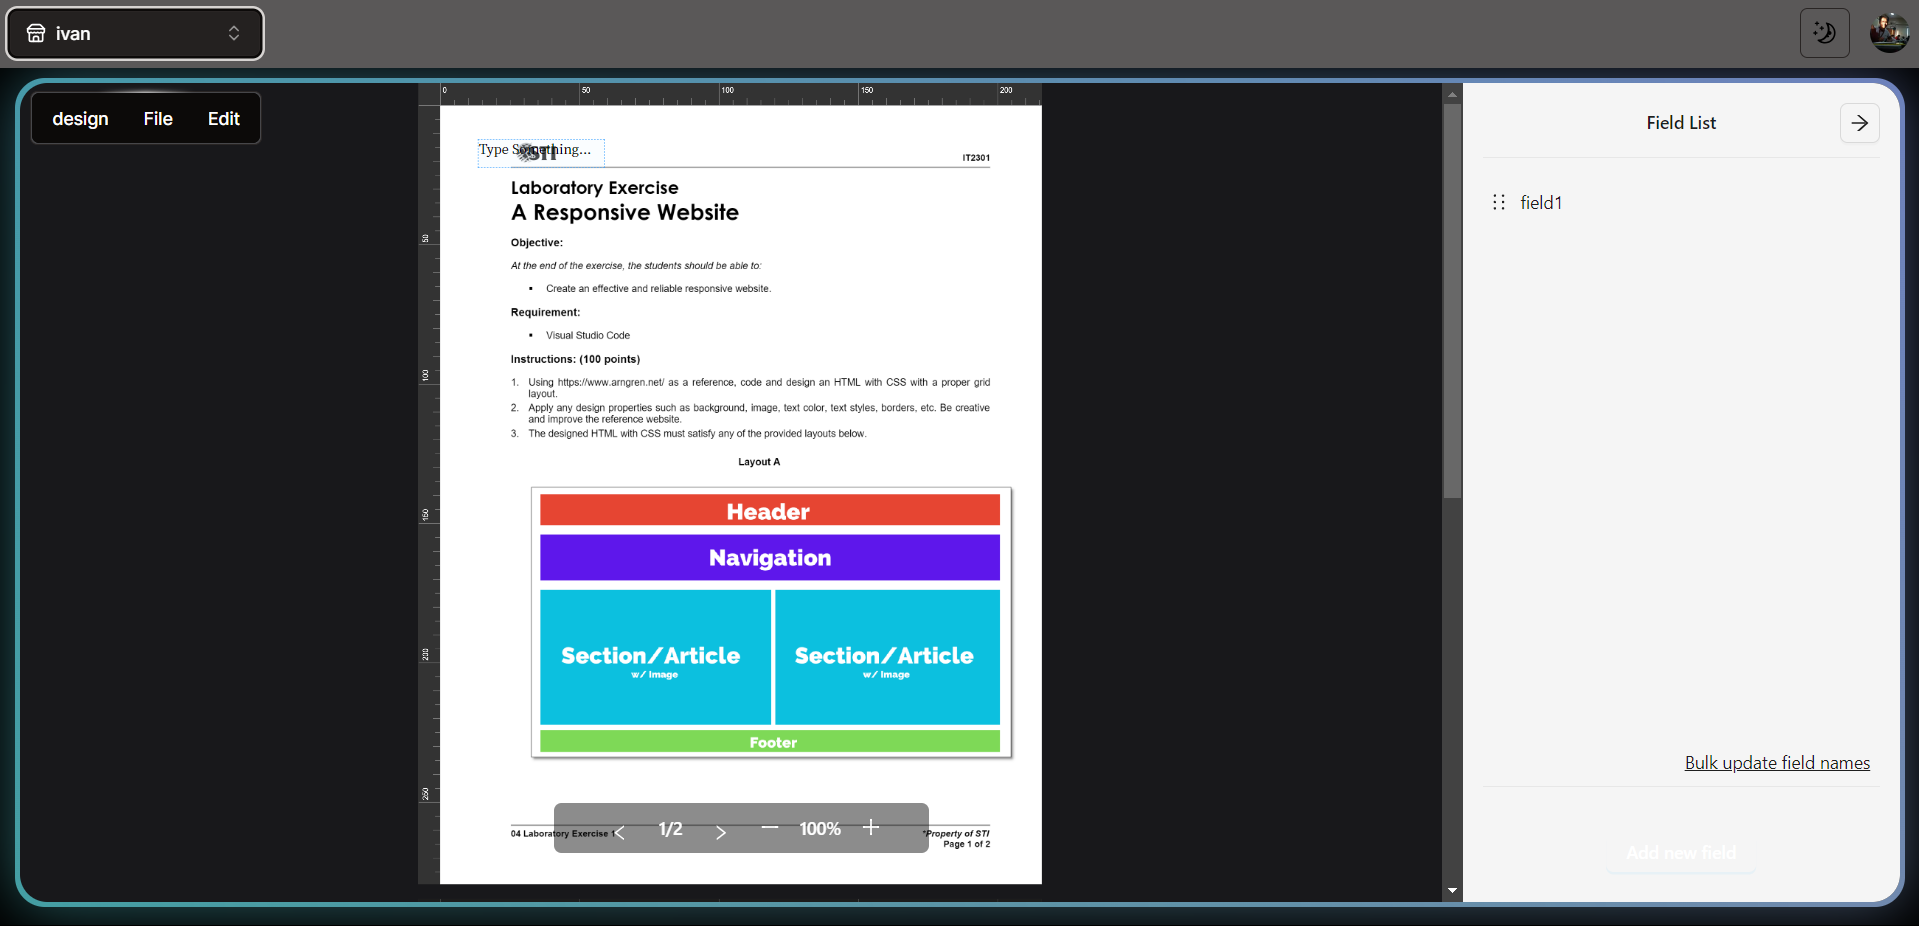 ivan
design File Edit
0 50 100 150 200
Field List
Type Something...
STI
IT2301
Laboratory Exercise
A Responsive Website
field1
50
Objective:
At the end of the exercise, the students should be able to:
▪ Create an effective and reliable responsive website.
Requirement:
▪ Visual Studio Code
Instructions: (100 points)
100
1. Using https://www.arngren.net/ as a reference, code and design an HTML with CSS with a proper grid
layout.
2. Apply any design properties such as background, image, text color, text styles, borders, etc. Be creative
and improve the reference website.
3. The designed HTML with CSS must satisfy any of the provided layouts below.
Layout A
150
Header
Navigation
200
Section/Article
w/ Image
Section/Article
w/ Image
Footer
Bulk update field names
250
04 Laboratory Exercise 1
< 1/2 > — 100% +
*Property of STI
Page 1 of 2
Add new field